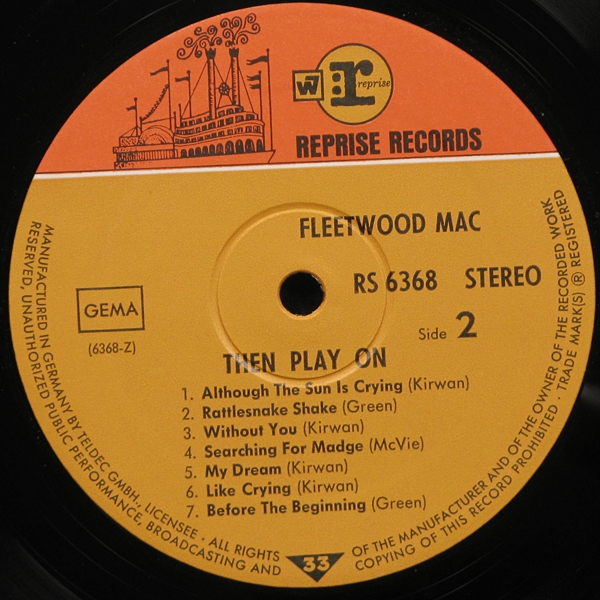 W r reprise
REPRISE RECORDS
FLEETWOOD MAC
RS 6368 STEREO
GEMA
(6368-Z)
Side 2
THEN PLAY ON
1. Although The Sun Is Crying (Kirwan)
2. Rattlesnake Shake (Green)
3. Without You (Kirwan)
4. Searching For Madge (McVie)
5. My Dream (Kirwan)
6. Like Crying (Kirwan)
7. Before The Beginning (Green)
33
MANUFACTURED IN GERMANY BY TELDEC GMBH., LICENSEE · ALL RIGHTS OF THE MANUFACTURER AND OF THE OWNER OF THE RECORDED WORK
RESERVED, UNAUTHORIZED PUBLIC PERFORMANCE, BROADCASTING AND COPYING OF THIS RECORD PROHIBITED · TRADE MARK(S) ® REGISTERED